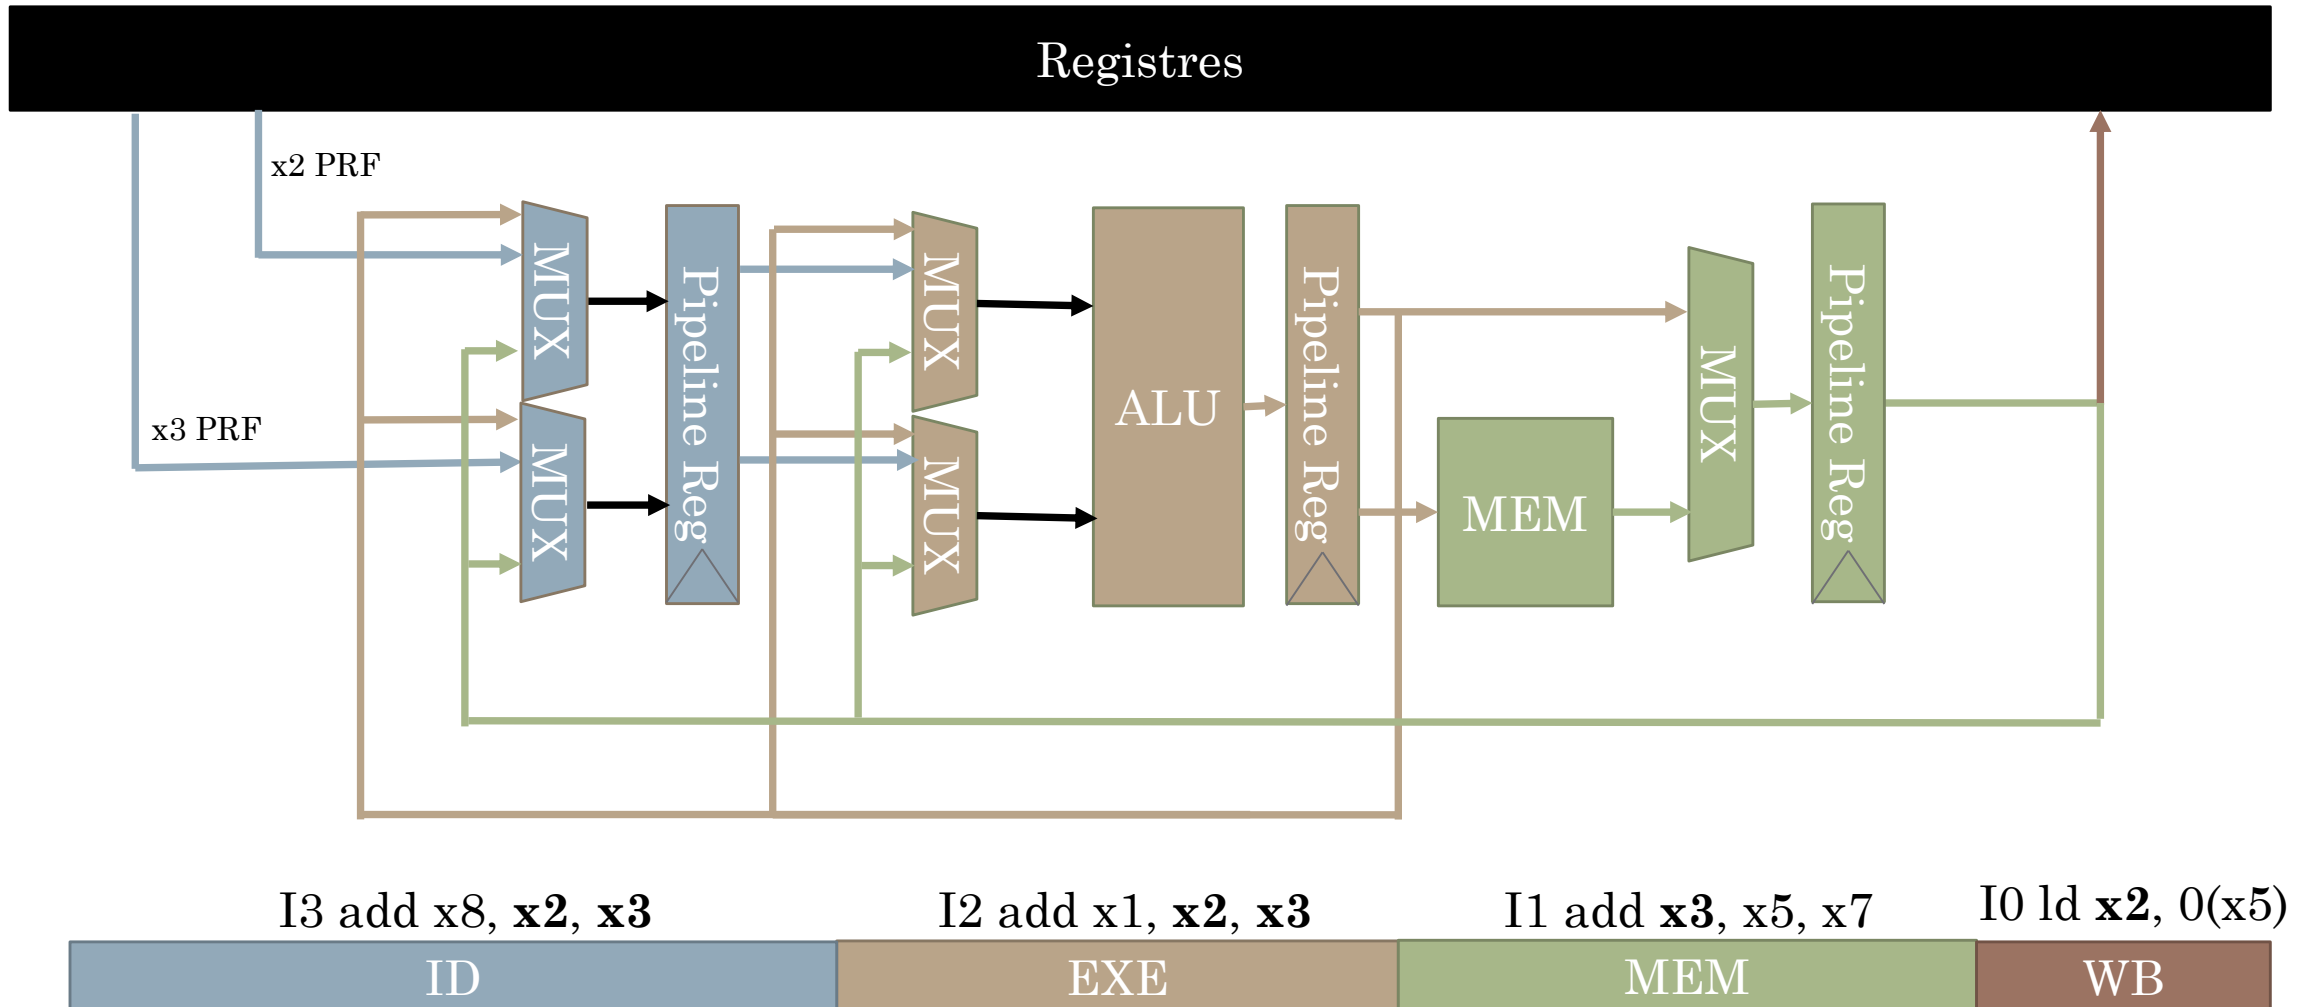 Registres
x2 PRF
x3 PRF
MUX
MUX
Pipeline Reg
MUX
MUX
ALU
Pipeline Reg
MEM
MUX
Pipeline Reg
I3 add x8, x2, x3
I2 add x1, x2, x3
I1 add x3, x5, x7
I0 ld x2, 0(x5)
ID
EXE
MEM
WB